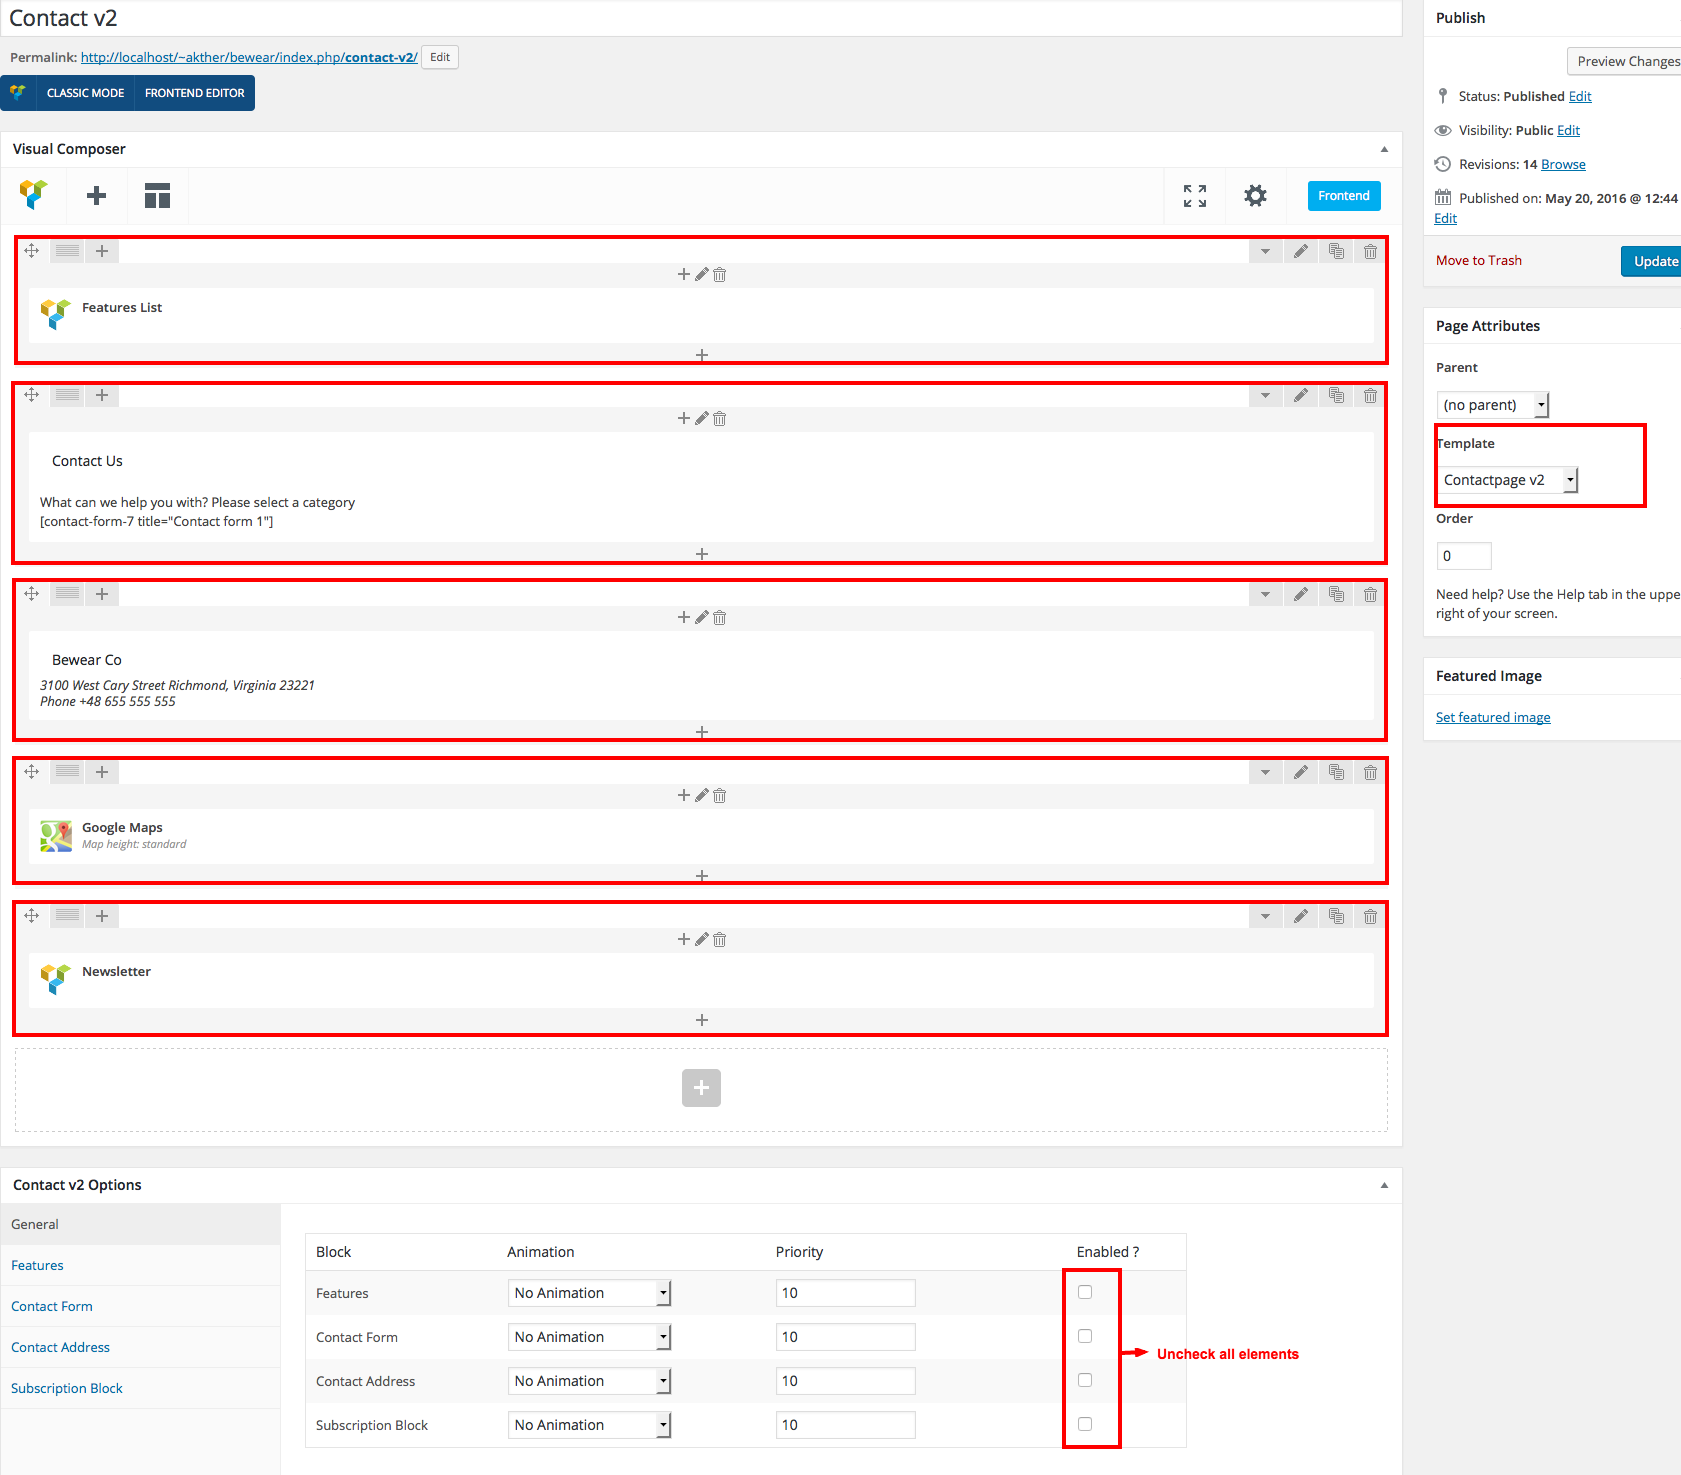 Contact v2
Permalink: http://localhost/~akther/bewear/index.php/contact-v2/ Edit
CLASSIC MODE FRONTEND EDITOR
Visual Composer
Frontend
Features List
Contact Us
What can we help you with? Please select a category
[contact-form-7 title="Contact form 1"]
Bewear Co
3100 West Cary Street Richmond, Virginia 23221
Phone +48 655 555 555
Google Maps
Map height: standard
Newsletter
Contact v2 Options
General
Features
Contact Form
Contact Address
Subscription Block
Block Animation Priority Enabled ?
Features No Animation 10
Contact Form No Animation 10
Contact Address No Animation 10
Subscription Block No Animation 10
Uncheck all elements
Publish
Preview Changes
Status: Published Edit
Visibility: Public Edit
Revisions: 14 Browse
Published on: May 20, 2016 @ 12:44
Edit
Move to Trash Update
Page Attributes
Parent
(no parent)
Template
Contactpage v2
Order
0
Need help? Use the Help tab in the uppe
right of your screen.
Featured Image
Set featured image